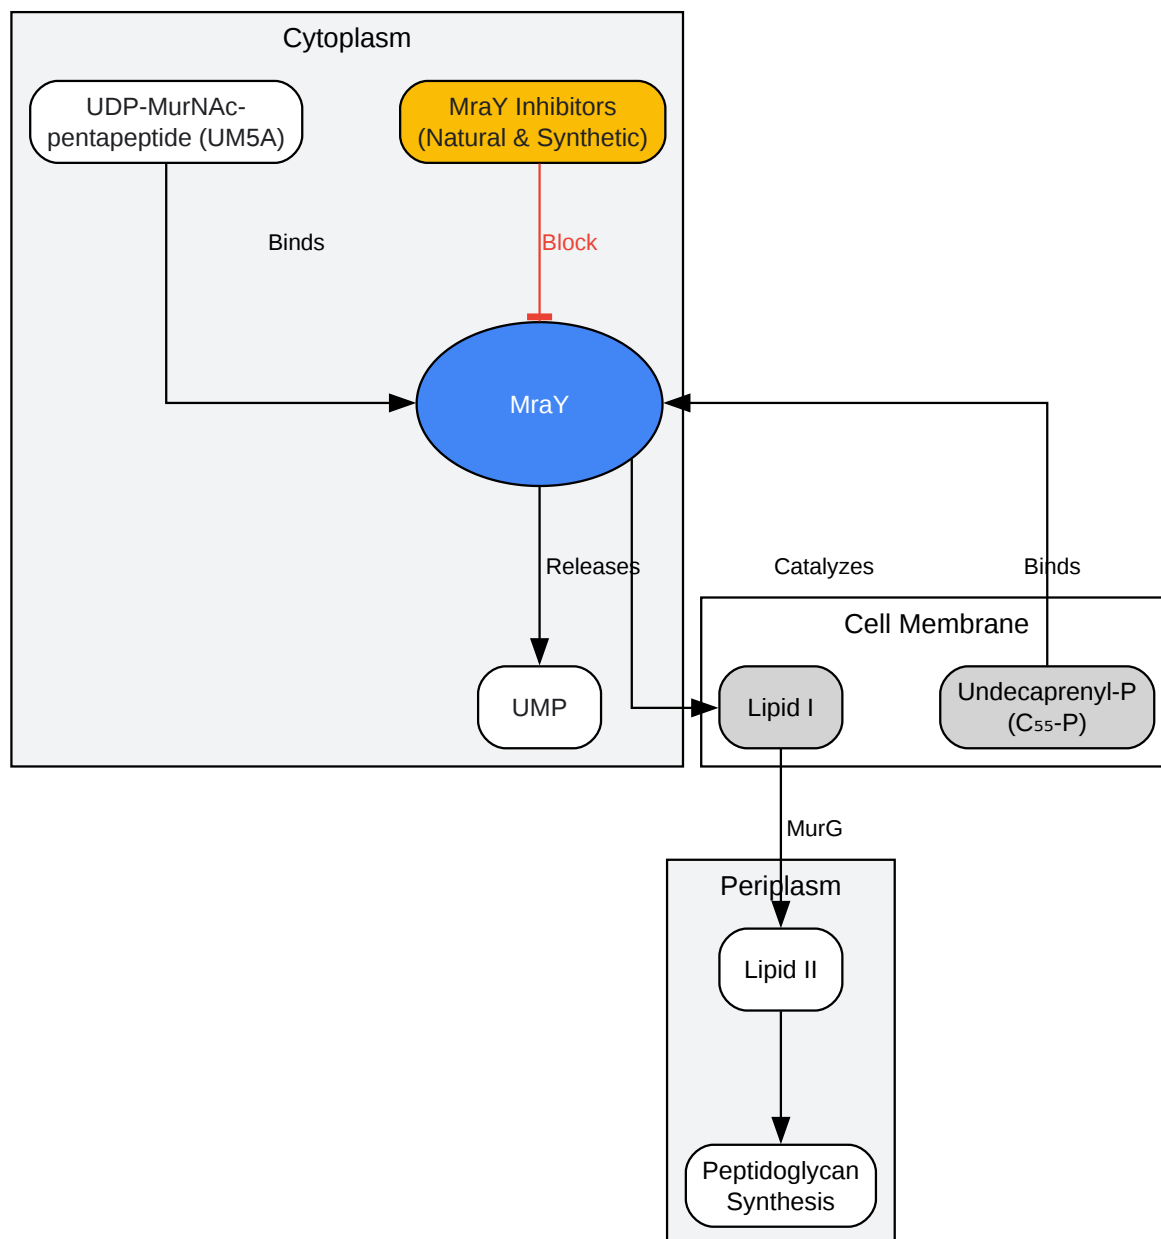 Cytoplasm
UDP-MurNAc-
pentapeptide (UM5A)
MraY Inhibitors
(Natural & Synthetic)
Binds
Block
MraY
Releases
Catalyzes
Binds
Cell Membrane
UMP
Lipid I
Undecaprenyl-P
(C₅₅-P)
MurG
Periplasm
Lipid II
Peptidoglycan
Synthesis